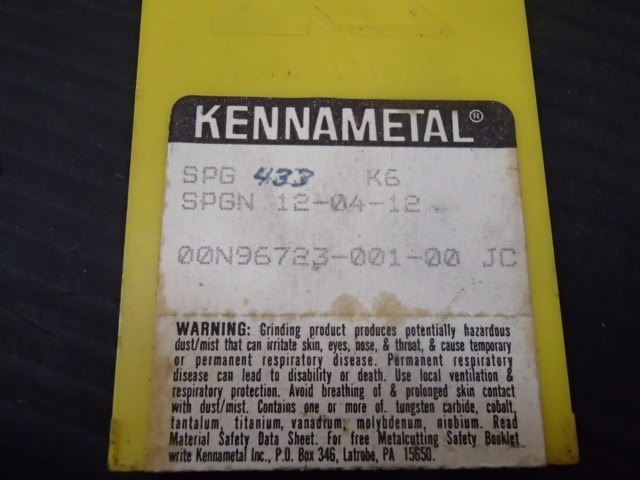 KENNAMETAL®
SPG 433 K6
SPGN 12-04-12
00N96723-001-00 JC
WARNING: Grinding product produces potentially hazardous
dust/mist that can irritate skin, eyes, nose, & throat, & cause temporary
or permanent respiratory disease. Permanent respiratory
disease can lead to disability or death. Use local ventilation &
respiratory protection. Avoid breathing of & prolonged skin contact
with dust/mist. Contains one or more of. tungsten carbide, cobalt,
tantalum, titanium, vanadium, molybdenum, niobium. Read
Material Safety Data Sheet. For free Metalcutting Safety Booklet
write Kennametal Inc., P.O. Box 346, Latrobe, PA 15650.